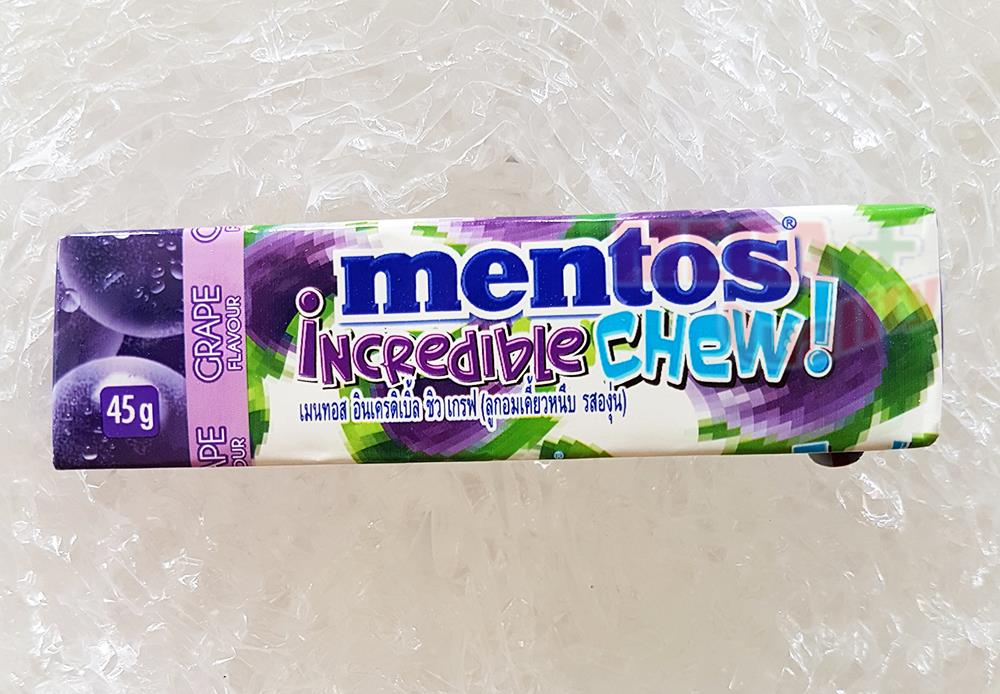 mentos®
incredible CHew!
เมนทอส อินเครดิเบิ้ล ชิว เกรฟ (ลูกอมเคี้ยวหนึบ รสองุ่น)
GRAPE
FLAVOUR
45g